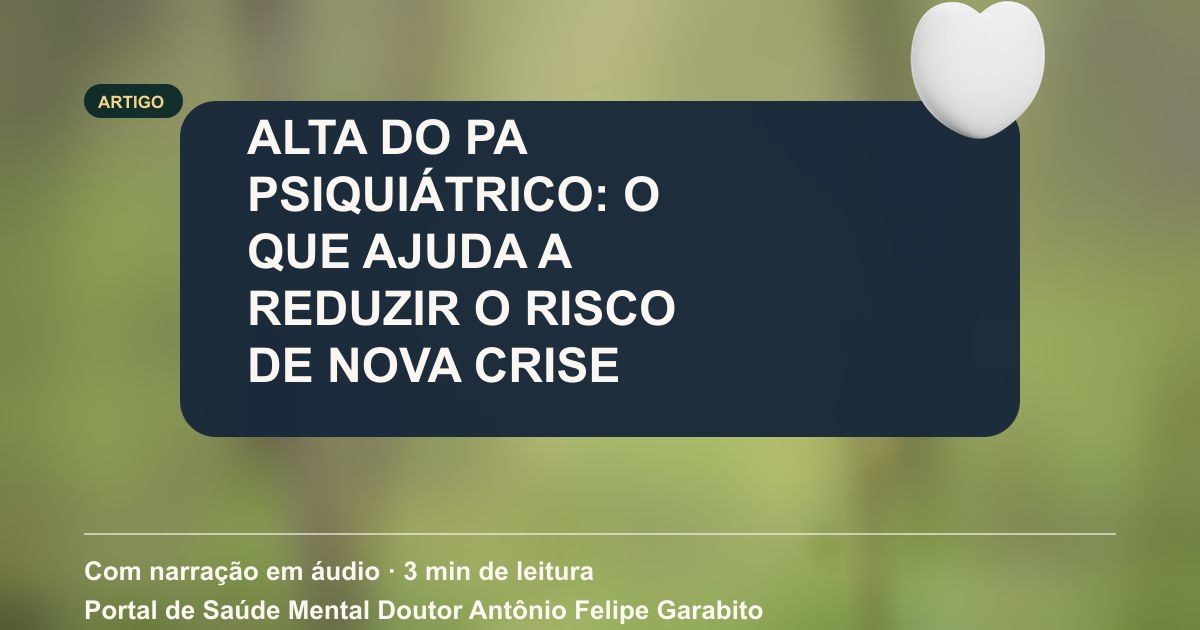 ARTIGO
ALTA DO PA
PSIQUIÁTRICO: O
QUE AJUDA A
REDUZIR O RISCO
DE NOVA CRISE
Com narração em áudio · 3 min de leitura
Portal de Saúde Mental Doutor Antônio Felipe Garabito